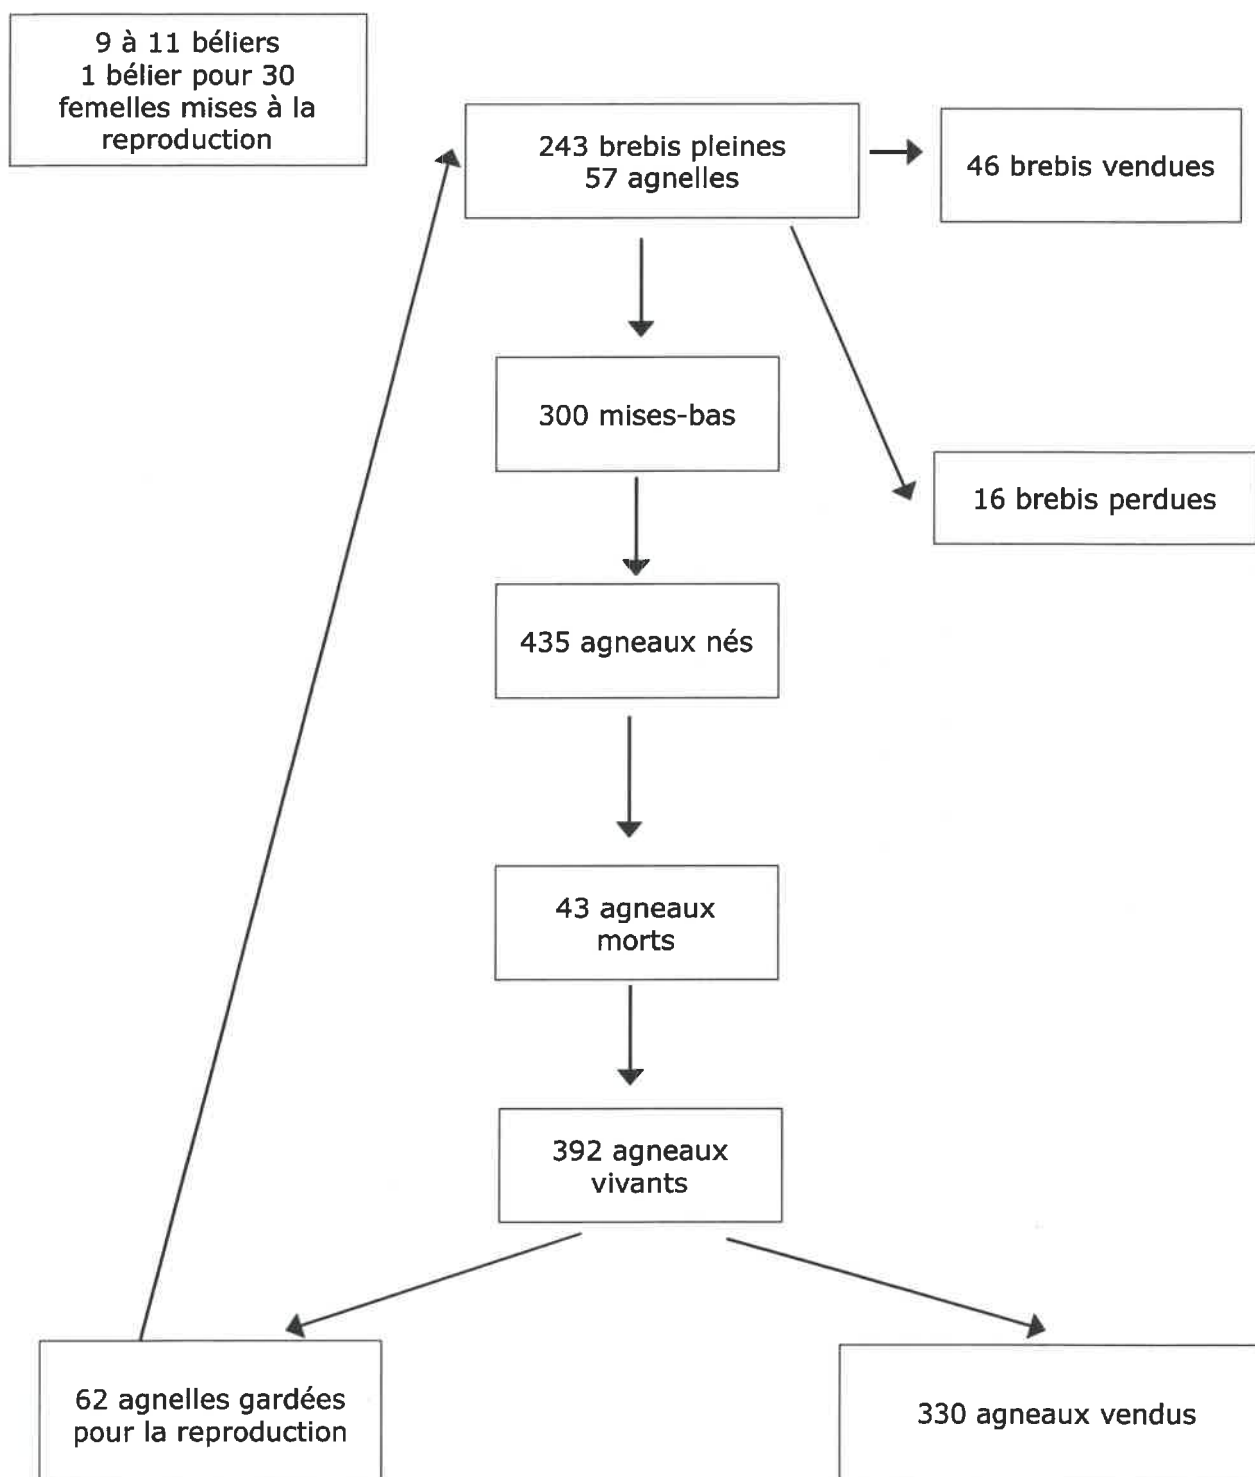 9 à 11 béliers
1 bélier pour 30
femelles mises à la
reproduction
243 brebis pleines
57 agnelles
46 brebis vendues
300 mises-bas
16 brebis perdues
435 agneaux nés
43 agneaux
morts
392 agneaux
vivants
62 agnelles gardées
pour la reproduction
330 agneaux vendus